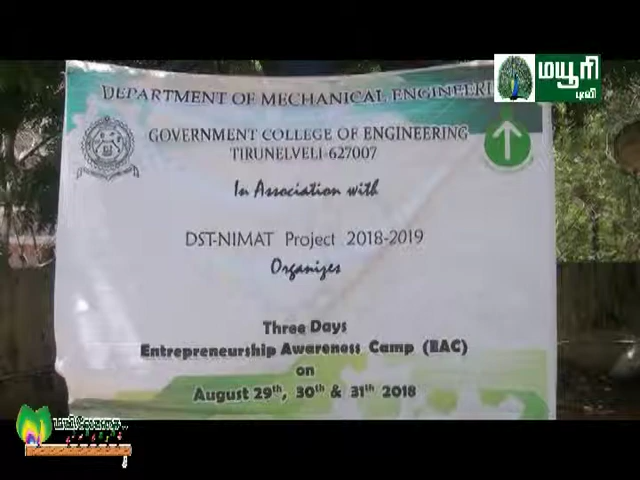 மயூரி
டிவி
DEPARTMENT OF MECHANICAL ENGINEERI
GOVERNMENT COLLEGE OF ENGINEERING
TIRUNELVELI-627007
In Association with
DST-NIMAT Project 2018-2019
Organizes
Three Days
Entrepreneurship Awareness Camp (EAC)
on
August 29th, 30th & 31th 2018